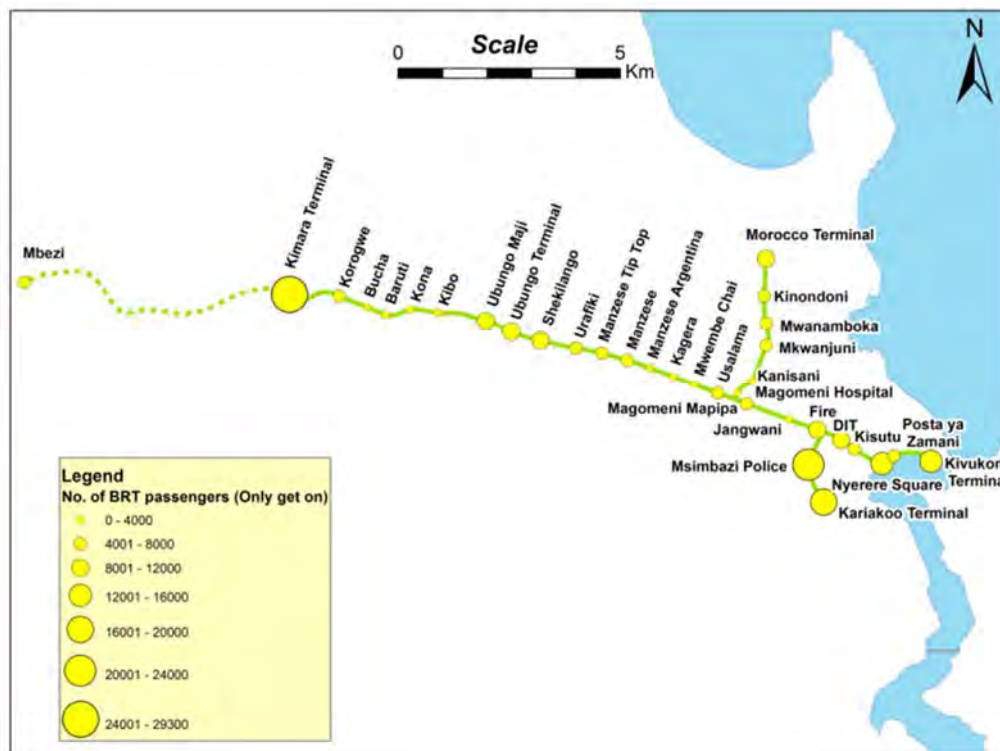 Scale
0 5
Km
N
Mbezi
Kimara Terminal
Korogwe
Bucha
Baruti
Kona
Kibo
Ubungo Maji
Ubungo Terminal
Shekilango
Urafiki
Manzese Tip Top
Manzese
Manzese Argentina
Kagera
Mwembe Chai
Usalama
Morocco Terminal
Kinondoni
Mwanamboka
Mkwanjuni
Kanisani
Magomeni Hospital
Magomeni Mapipa
Jangwani
Fire
DIT
Kisutu
Posta ya
Zamani
Kivukon
Termina
Msimbazi Police
Nyerere Square
Kariakoo Terminal
Legend
No. of BRT passengers (Only get on)
0 - 4000
4001 - 8000
8001 - 12000
12001 - 16000
16001 - 20000
20001 - 24000
24001 - 29300